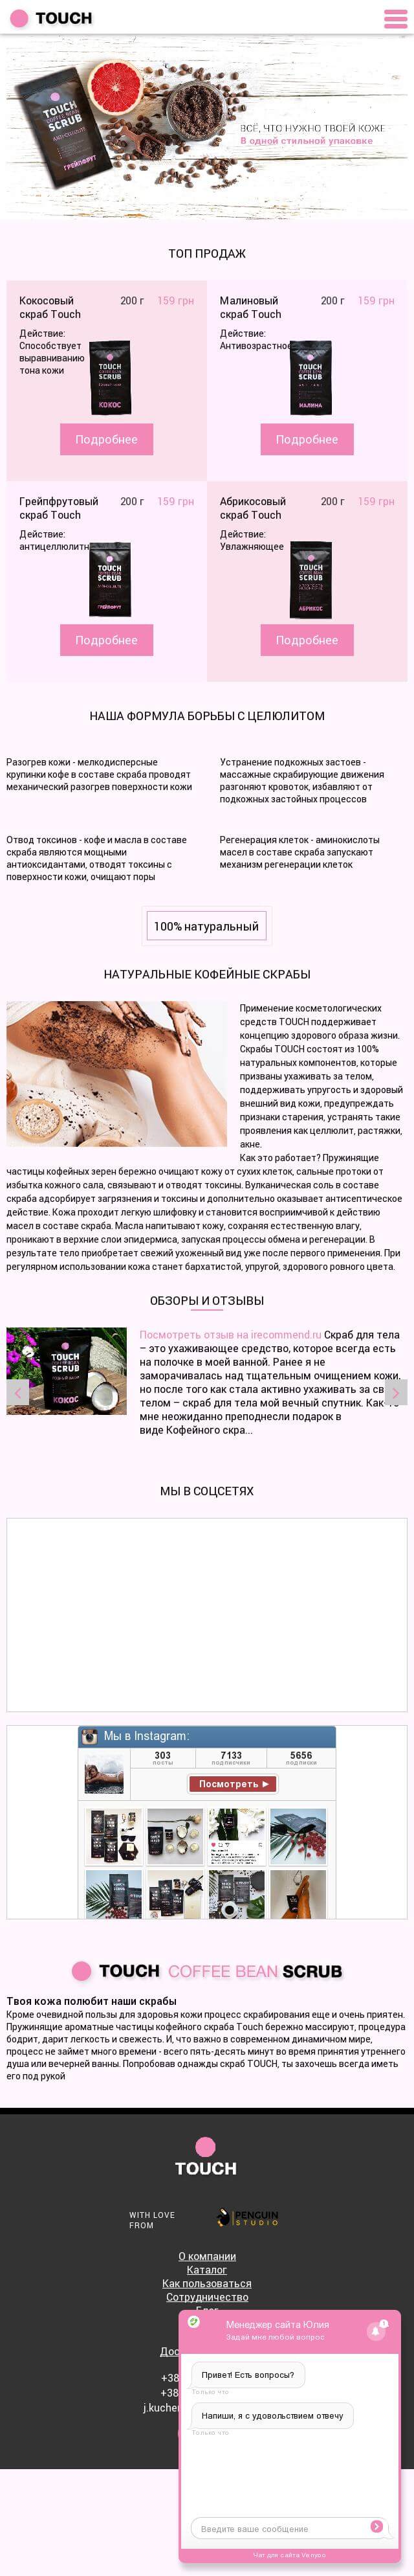 TOUCH
TOUCH
COFFEE BEAN
SCRUB
ГРЕЙПФРУТ
ВСЁ, ЧТО НУЖНО ТВОЕЙ КОЖЕ
В одной стильной упаковке
ТОП ПРОДАЖ
Кокосовый
скраб Touch
200 г 159 грн
Действие:
Способствует
выравниванию
тона кожи
TOUCH
COFFEE BEAN
SCRUB
КОКОС
Подробнее
Малиновый
скраб Touch
200 г 159 грн
Действие:
Антивозрастное
TOUCH
COFFEE BEAN
SCRUB
МАЛИНА
Подробнее
Грейпфрутовый
скраб Touch
200 г 159 грн
Действие:
TOUCH
COFFEE BEAN
SCRUB
ГРЕЙПФРУТ
Подробнее
Абрикосовый
скраб Touch
200 г 159 грн
Действие:
Увлажняющее
TOUCH
COFFEE BEAN
SCRUB
АБРИКОС
Подробнее
НАША ФОРМУЛА БОРЬБЫ С ЦЕЛЮЛИТОМ
Разогрев кожи - мелкодисперсные
крупинки кофе в составе скраба проводят
механический разогрев поверхности кожи
Устранение подкожных застоев -
массажные скрабирующие движения
разгоняют кровоток, избавляют от
подкожных застойных процессов
Отвод токсинов - кофе и масла в составе
скраба являются мощными
антиоксидантами, отводят токсины с
поверхности кожи, очищают поры
Регенерация клеток - аминокислоты
масел в составе скраба запускают
механизм регенерации клеток
100% натуральный
НАТУРАЛЬНЫЕ КОФЕЙНЫЕ СКРАБЫ
Применение косметологических
средств TOUCH поддерживает
концепцию здорового образа жизни.
Скрабы TOUCH состоят из 100%
натуральных компонентов, которые
призваны ухаживать за телом,
поддерживать упругость и здоровый
внешний вид кожи, предупреждать
признаки старения, устранять такие
проявления как целлюлит, растяжки,
акне.
Как это работает? Пружинящие
частицы кофейных зерен бережно очищают кожу от сухих клеток, сальные протоки от
избытка кожного сала, связывают и отводят токсины. Вулканическая соль в составе
скраба адсорбирует загрязнения и токсины и дополнительно оказывает антисептическое
действие. Кожа проходит легкую шлифовку и становится восприимчивой к действию
масел в составе скраба. Масла напитывают кожу, сохраняя естественную влагу,
проникают в верхние слои эпидермиса, запуская процессы обмена и регенерации. В
результате тело приобретает свежий ухоженный вид уже после первого применения. При
регулярном использовании кожа станет бархатистой, упругой, здорового ровного цвета.
ОБЗОРЫ И ОТЗЫВЫ
TOUCH
SCRUB
КОКОС
Посмотреть отзыв на irecommend.ru Скраб для тела
– это ухаживающее средство, которое всегда есть
на полочке в моей ванной. Ранее я не
заморачивалась над тщательным очищением кожи,
но после того как стала активно ухаживать за
телом – скраб для тела мой вечный спутник. Как
мне неожиданно преподнесли подарок в
виде Кофейного скра...
МЫ В СОЦСЕТЯХ
Мы в Instagram:
303 7133 5656
посты подписчики подписки
Посмотреть ►
TOUCH COFFEE BEAN SCRUB
Твоя кожа полюбит наши скрабы
Кроме очевидной пользы для здоровья кожи процесс скрабирования еще и очень приятен.
Пружинящие ароматные частицы кофейного скраба Touch бережно массируют, процедура
бодрит, дарит легкость и свежесть. И, что важно в современном динамичном мире,
процесс не займет много времени - всего пять-десять минут во время принятия утреннего
душа или вечерней ванны. Попробовав однажды скраб TOUCH, ты захочешь всегда иметь
его под рукой
TOUCH
WITH LOVE
FROM
PENGUIN
STUDIO
О компании
Каталог
Как пользоваться
Сотрудничество
+38
+38
Менеджер сайта Юлия
Задай мне любой вопрос
1
Привет! Есть вопросы?
Только что
Напиши, я с удовольствием отвечу
Только что
Введите ваше сообщение
Чат для сайта Venyoo